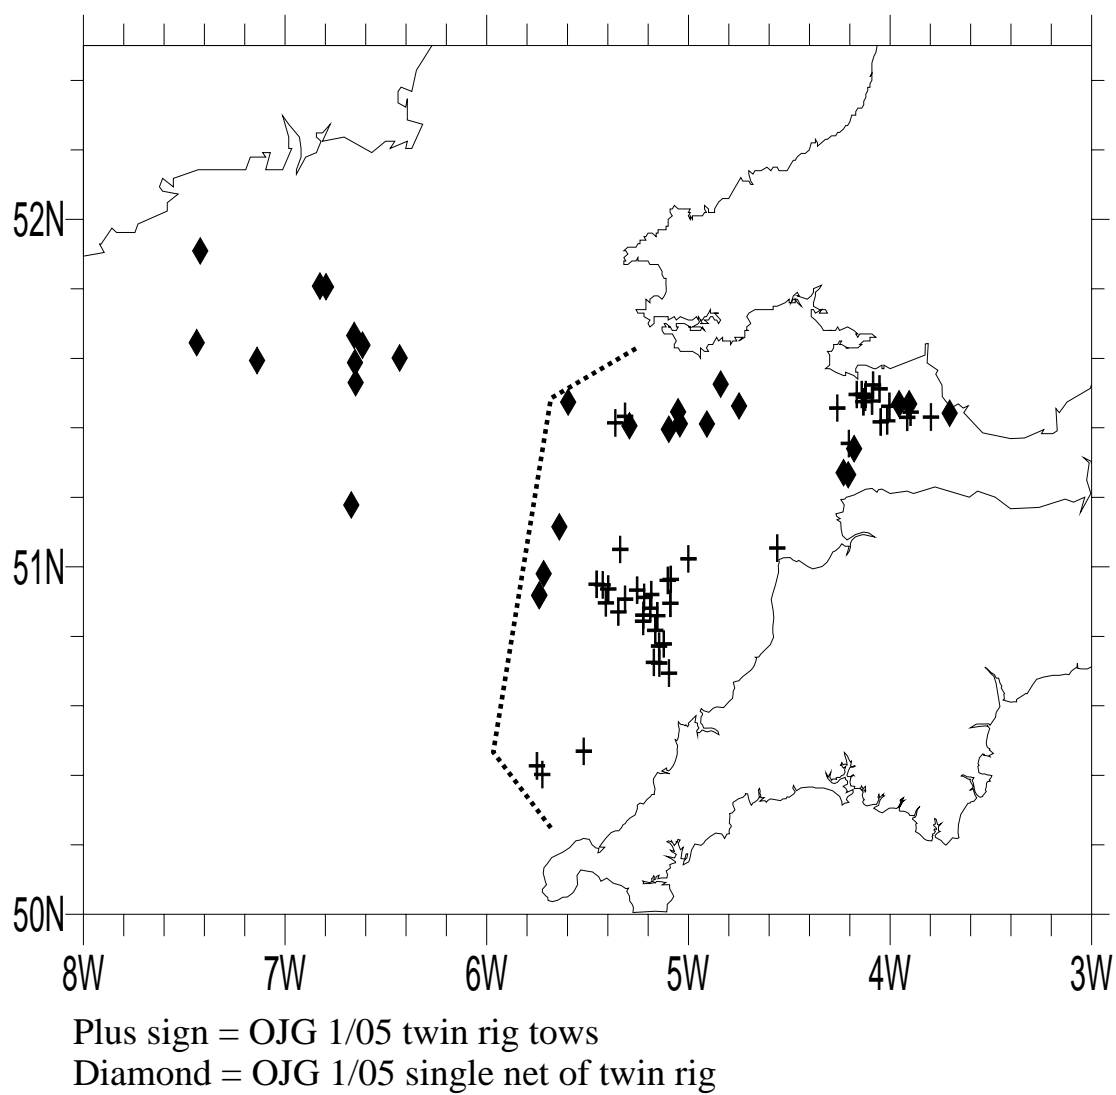 52N
51N
50N
8W 7W 6W 5W 4W 3W
Plus sign = OJG 1/05 twin rig tows
Diamond = OJG 1/05 single net of twin rig